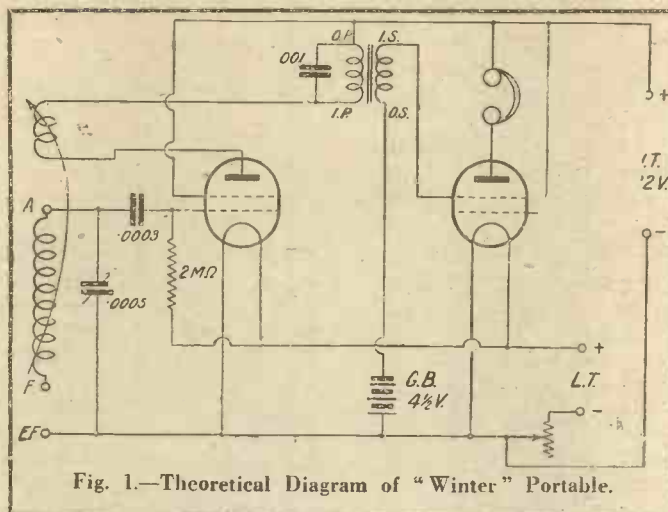 O.P. I.S.
.001
I.P. O.S.
+
A
.0003
2V.
2MΩ
.0005
-
+
F
G.B.
4½V.
L.T.
-
EF
Fig. 1.—Theoretical Diagram of "Winter" Portable.